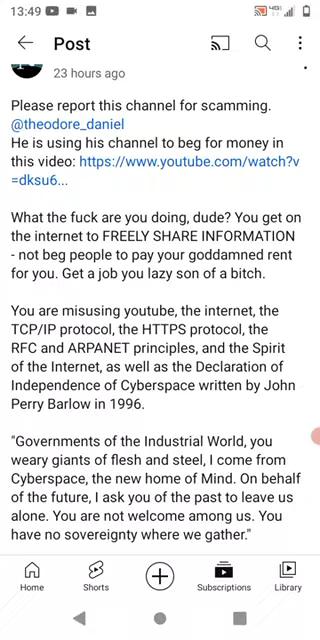 13:49
Post
23 hours ago
Please report this channel for scamming.
@theodore_daniel
He is using his channel to beg for money in
this video: https://www.youtube.com/watch?v
=dksu6...
What the fuck are you doing, dude? You get on
the internet to FREELY SHARE INFORMATION
- not beg people to pay your goddamned rent
for you. Get a job you lazy son of a bitch.
You are misusing youtube, the internet, the
TCP/IP protocol, the HTTPS protocol, the
RFC and ARPANET principles, and the Spirit
of the Internet, as well as the Declaration of
Independence of Cyberspace written by John
Perry Barlow in 1996.
"Governments of the Industrial World, you
weary giants of flesh and steel, I come from
Cyberspace, the new home of Mind. On behalf
of the future, I ask you of the past to leave us
alone. You are not welcome among us. You
have no sovereignty where we gather."
Home Shorts Subscriptions Library